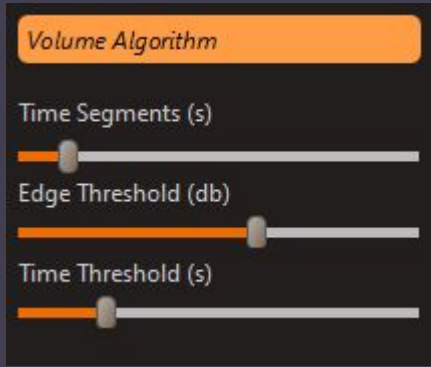 Volume Algorithm
Time Segments (s)
Edge Threshold (db)
Time Threshold (s)